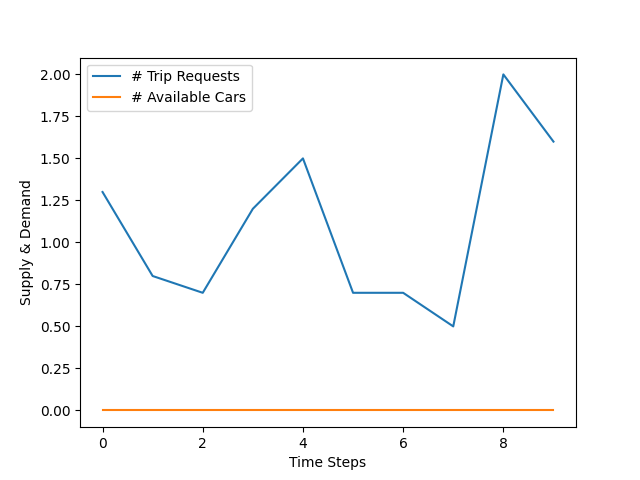 # Trip Requests
# Available Cars
2.00
1.75
1.50
1.25
1.00
0.75
0.50
0.25
0.00
Supply & Demand
0 2 4 6 8
Time Steps